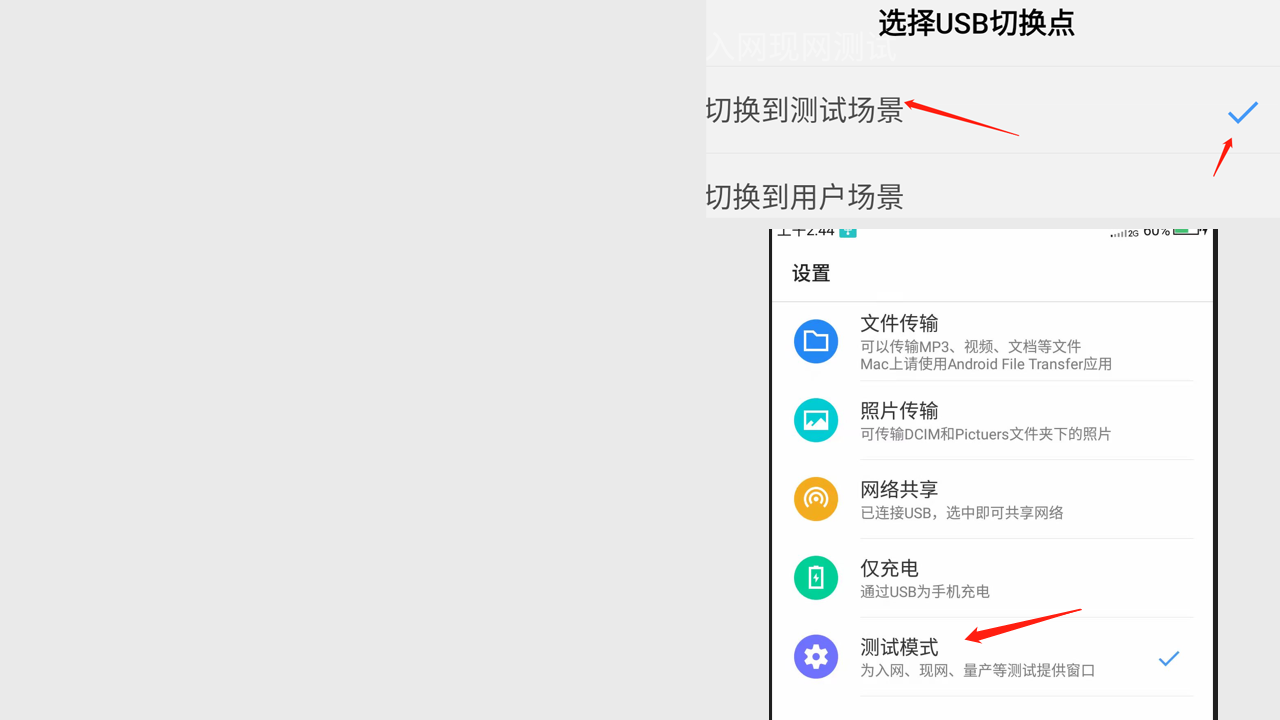 选择USB切换点
入网现网测试
切换到测试场景
切换到用户场景
上午2:44
2G 60%
设置
文件传输
可以传输MP3、视频、文档等文件
Mac上请使用Android File Transfer应用
照片传输
可传输DCIM和Pictuers文件夹下的照片
网络共享
已连接USB，选中即可共享网络
仅充电
通过USB为手机充电
测试模式
为入网、现网、量产等测试提供窗口